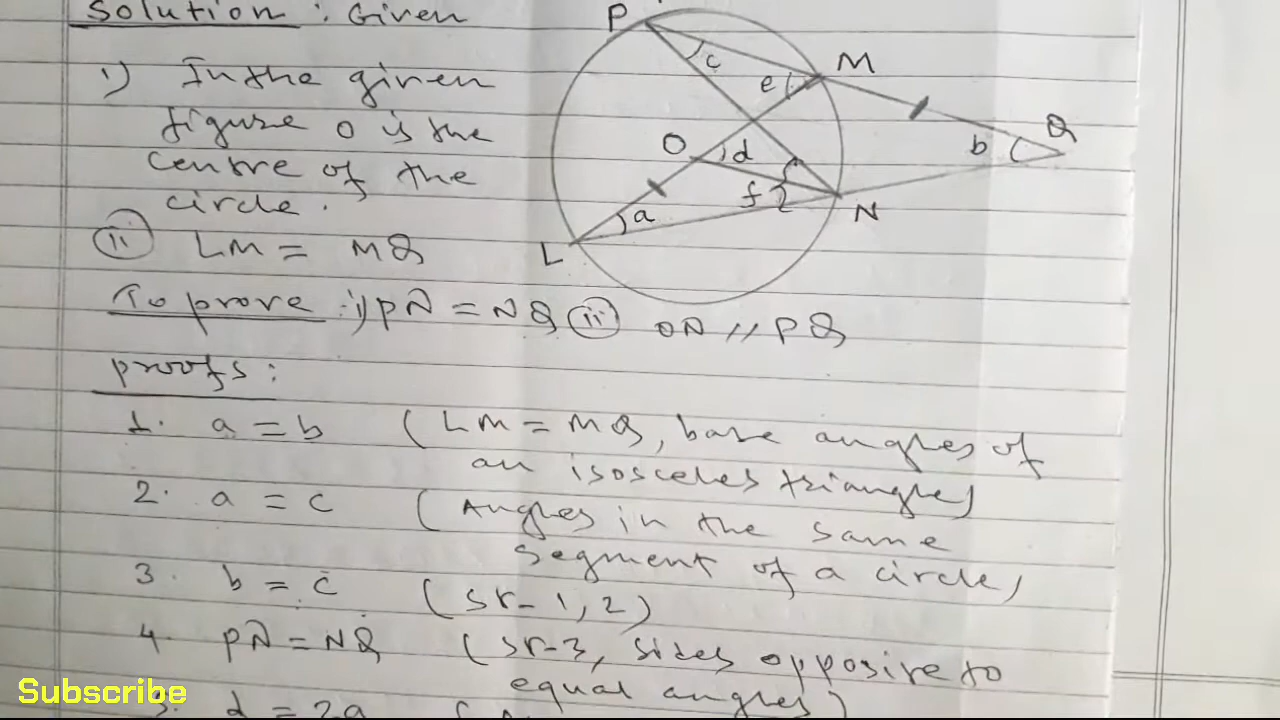 Solution : Given
i) In the given
figure O is the
centre of the
circle.
ii LM = MQ
To prove : i) PN = NQ ii ON // PQ
proofs:
1. a = b (LM = MQ, base angles of
an isosceles triangle)
2. a = c (Angles in the same
segment of a circle)
3. b = c (sr-1, 2)
4. PN = NQ (sr-3, sides opposite to
equal angles)
5. d = 2a
P
c
M
e
O
d
b
Q
f
N
a
L
Subscribe